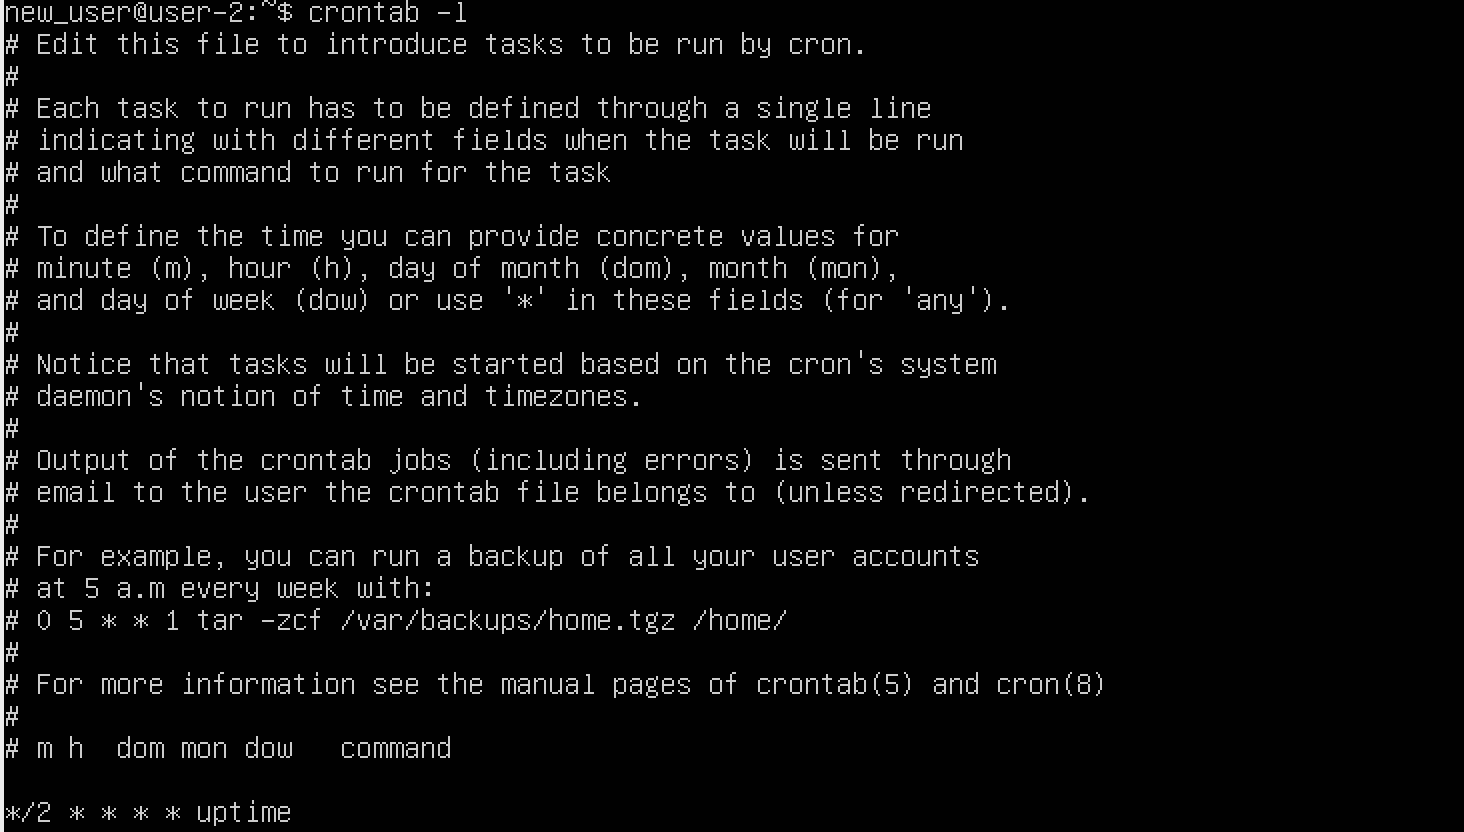 new_user@user-2:~$ crontab -l
# Edit this file to introduce tasks to be run by cron.
#
# Each task to run has to be defined through a single line
# indicating with different fields when the task will be run
# and what command to run for the task
#
# To define the time you can provide concrete values for
# minute (m), hour (h), day of month (dom), month (mon),
# and day of week (dow) or use '*' in these fields (for 'any').
#
# Notice that tasks will be started based on the cron's system
# daemon's notion of time and timezones.
#
# Output of the crontab jobs (including errors) is sent through
# email to the user the crontab file belongs to (unless redirected).
#
# For example, you can run a backup of all your user accounts
# at 5 a.m every week with:
# 0 5 * * 1 tar -zcf /var/backups/home.tgz /home/
#
# For more information see the manual pages of crontab(5) and cron(8)
#
# m h  dom mon dow   command
*/2 * * * * uptime